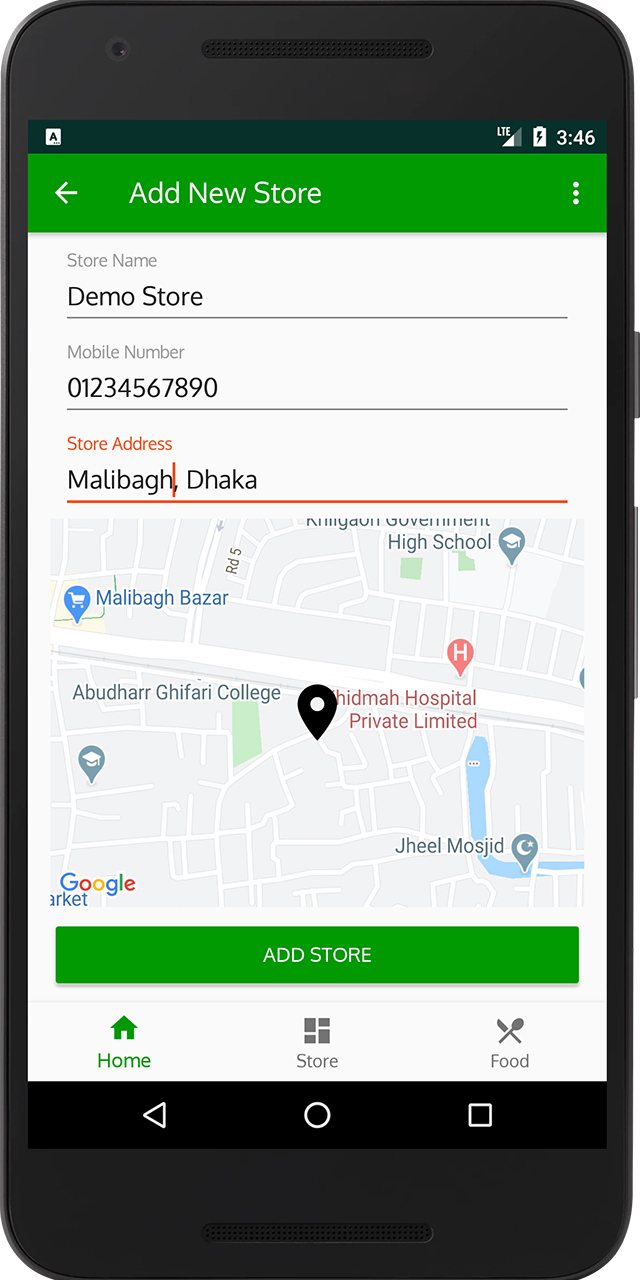 LTE 3:46
Add New Store
Store Name
Demo Store
Mobile Number
01234567890
Store Address
Malibagh, Dhaka
Khilgaon Government
High School
Rd 5
Malibagh Bazar
H
Abudharr Ghifari College
Khidmah Hospital
Private Limited
Jheel Mosjid
Google
arket
ADD STORE
Home Store Food